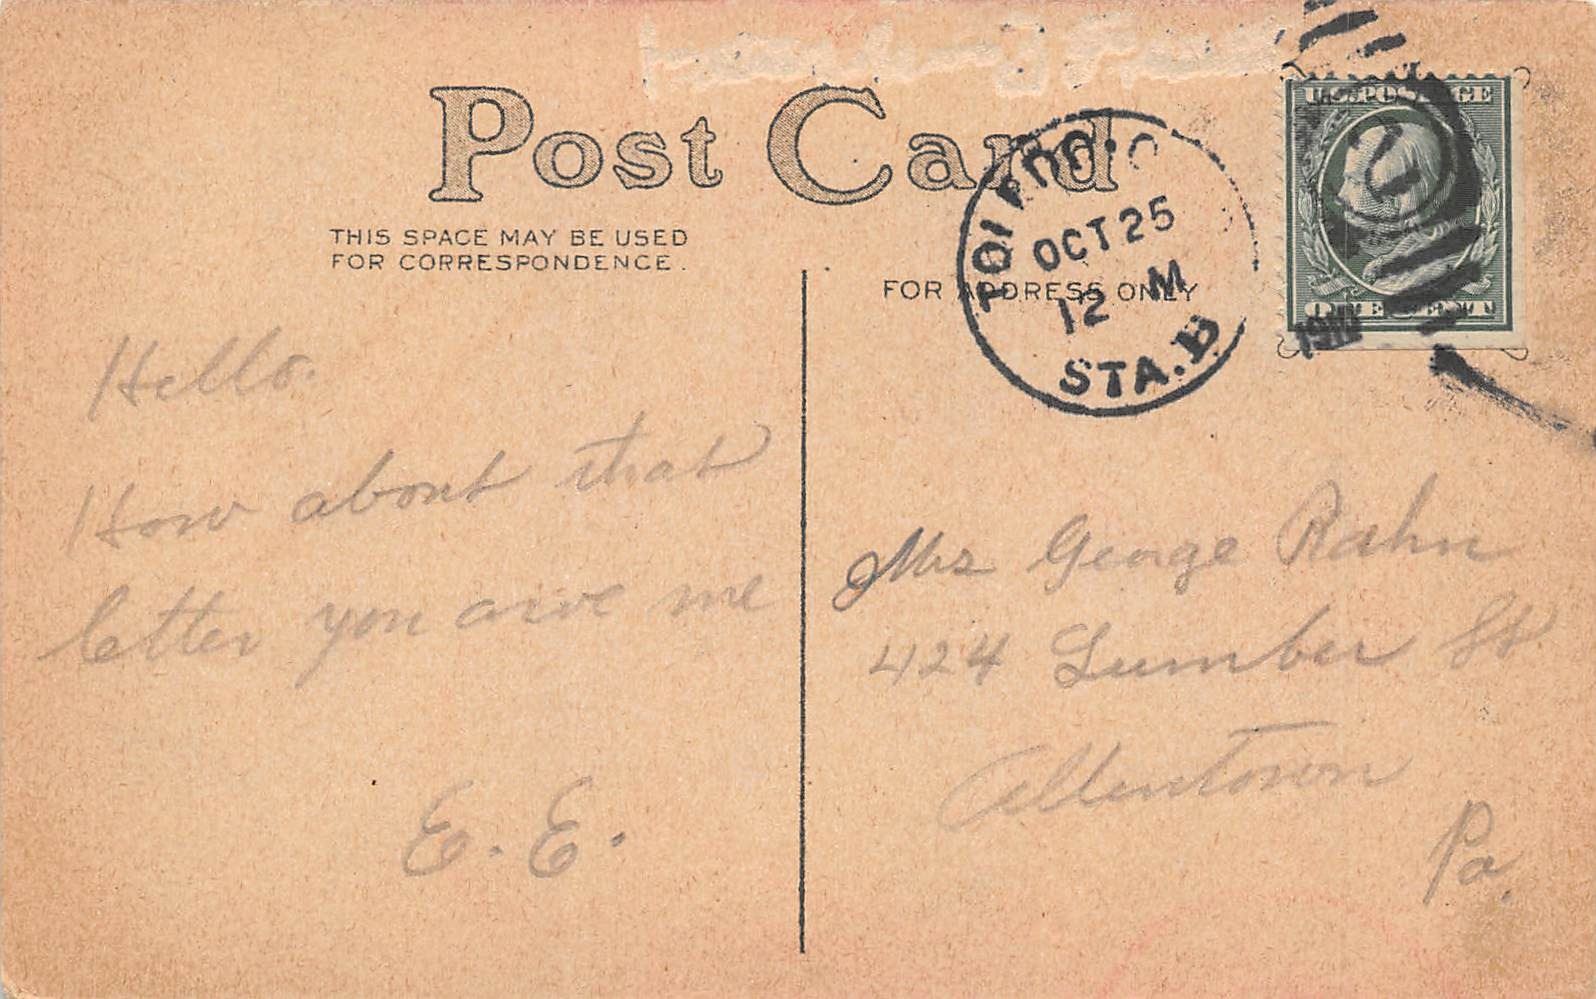 Post Card
THIS SPACE MAY BE USED
FOR CORRESPONDENCE.
FOR ADDRESS ONLY
TOLEDO, O
OCT 25
12 M
STA. B
U.S. POSTAGE
Hello.
How about that
letter you owe me
E. E.
Mrs George Rahn
424 Lumber St
Allentown
Pa.